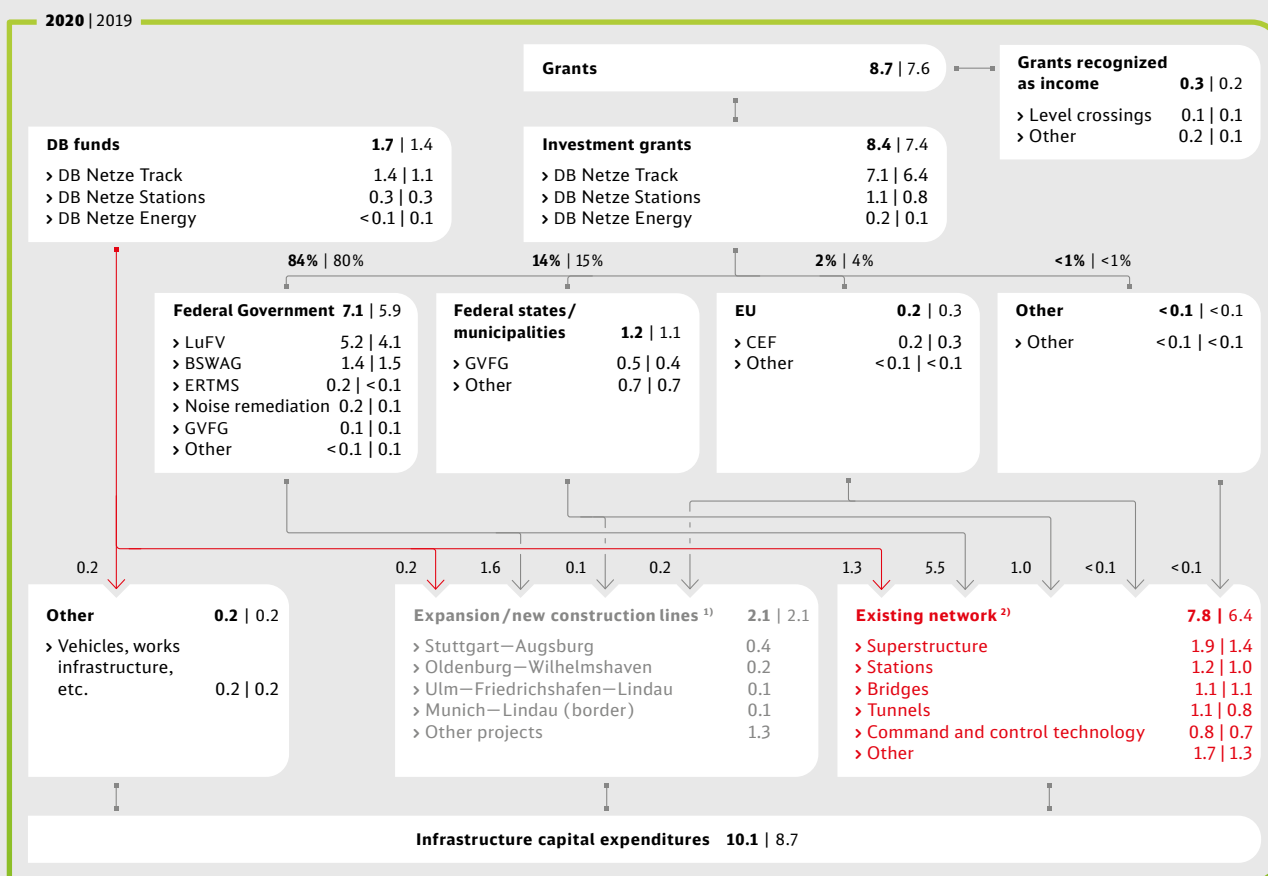 2020 | 2019
Grants 8.7 | 7.6
Grants recognized
as income 0.3 | 0.2
› Level crossings 0.1 | 0.1
› Other 0.2 | 0.1
DB funds 1.7 | 1.4
› DB Netze Track 1.4 | 1.1
› DB Netze Stations 0.3 | 0.3
› DB Netze Energy <0.1 | 0.1
Investment grants 8.4 | 7.4
› DB Netze Track 7.1 | 6.4
› DB Netze Stations 1.1 | 0.8
› DB Netze Energy 0.2 | 0.1
84% | 80% 14% | 15% 2% | 4% <1% | <1%
Federal Government 7.1 | 5.9
› LuFV 5.2 | 4.1
› BSWAG 1.4 | 1.5
› ERTMS 0.2 | <0.1
› Noise remediation 0.2 | 0.1
› GVFG 0.1 | 0.1
› Other <0.1 | 0.1
Federal states/
municipalities 1.2 | 1.1
› GVFG 0.5 | 0.4
› Other 0.7 | 0.7
EU 0.2 | 0.3
› CEF 0.2 | 0.3
› Other <0.1 | <0.1
Other <0.1 | <0.1
› Other <0.1 | <0.1
0.2 0.2 1.6 0.1 0.2 1.3 5.5 1.0 <0.1 <0.1
Other 0.2 | 0.2
› Vehicles, works
infrastructure,
etc. 0.2 | 0.2
Expansion/new construction lines 1) 2.1 | 2.1
› Stuttgart—Augsburg 0.4
› Oldenburg—Wilhelmshaven 0.2
› Ulm—Friedrichshafen—Lindau 0.1
› Munich—Lindau (border) 0.1
› Other projects 1.3
Existing network 2) 7.8 | 6.4
› Superstructure 1.9 | 1.4
› Stations 1.2 | 1.0
› Bridges 1.1 | 1.1
› Tunnels 1.1 | 0.8
› Command and control technology 0.8 | 0.7
› Other 1.7 | 1.3
Infrastructure capital expenditures 10.1 | 8.7